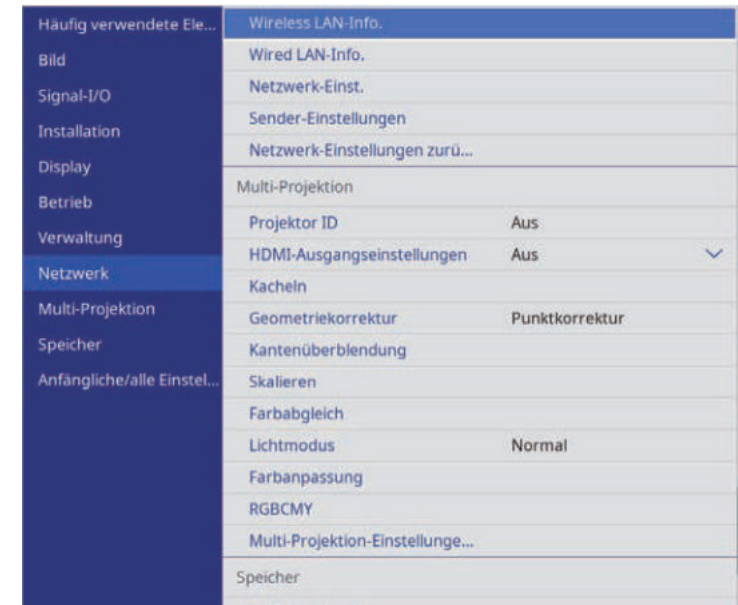 Häufig verwendete Ele...
Bild
Signal-I/O
Installation
Display
Betrieb
Verwaltung
Netzwerk
Multi-Projektion
Speicher
Anfängliche/alle Einstel...
Wireless LAN-Info.
Wired LAN-Info.
Netzwerk-Einst.
Sender-Einstellungen
Netzwerk-Einstellungen zurü...
Multi-Projektion
Projektor ID Aus
HDMI-Ausgangseinstellungen Aus
Kacheln
Geometriekorrektur Punktkorrektur
Kantenüberblendung
Skalieren
Farbabgleich
Lichtmodus Normal
Farbanpassung
RGBCMY
Multi-Projektion-Einstellunge...
Speicher